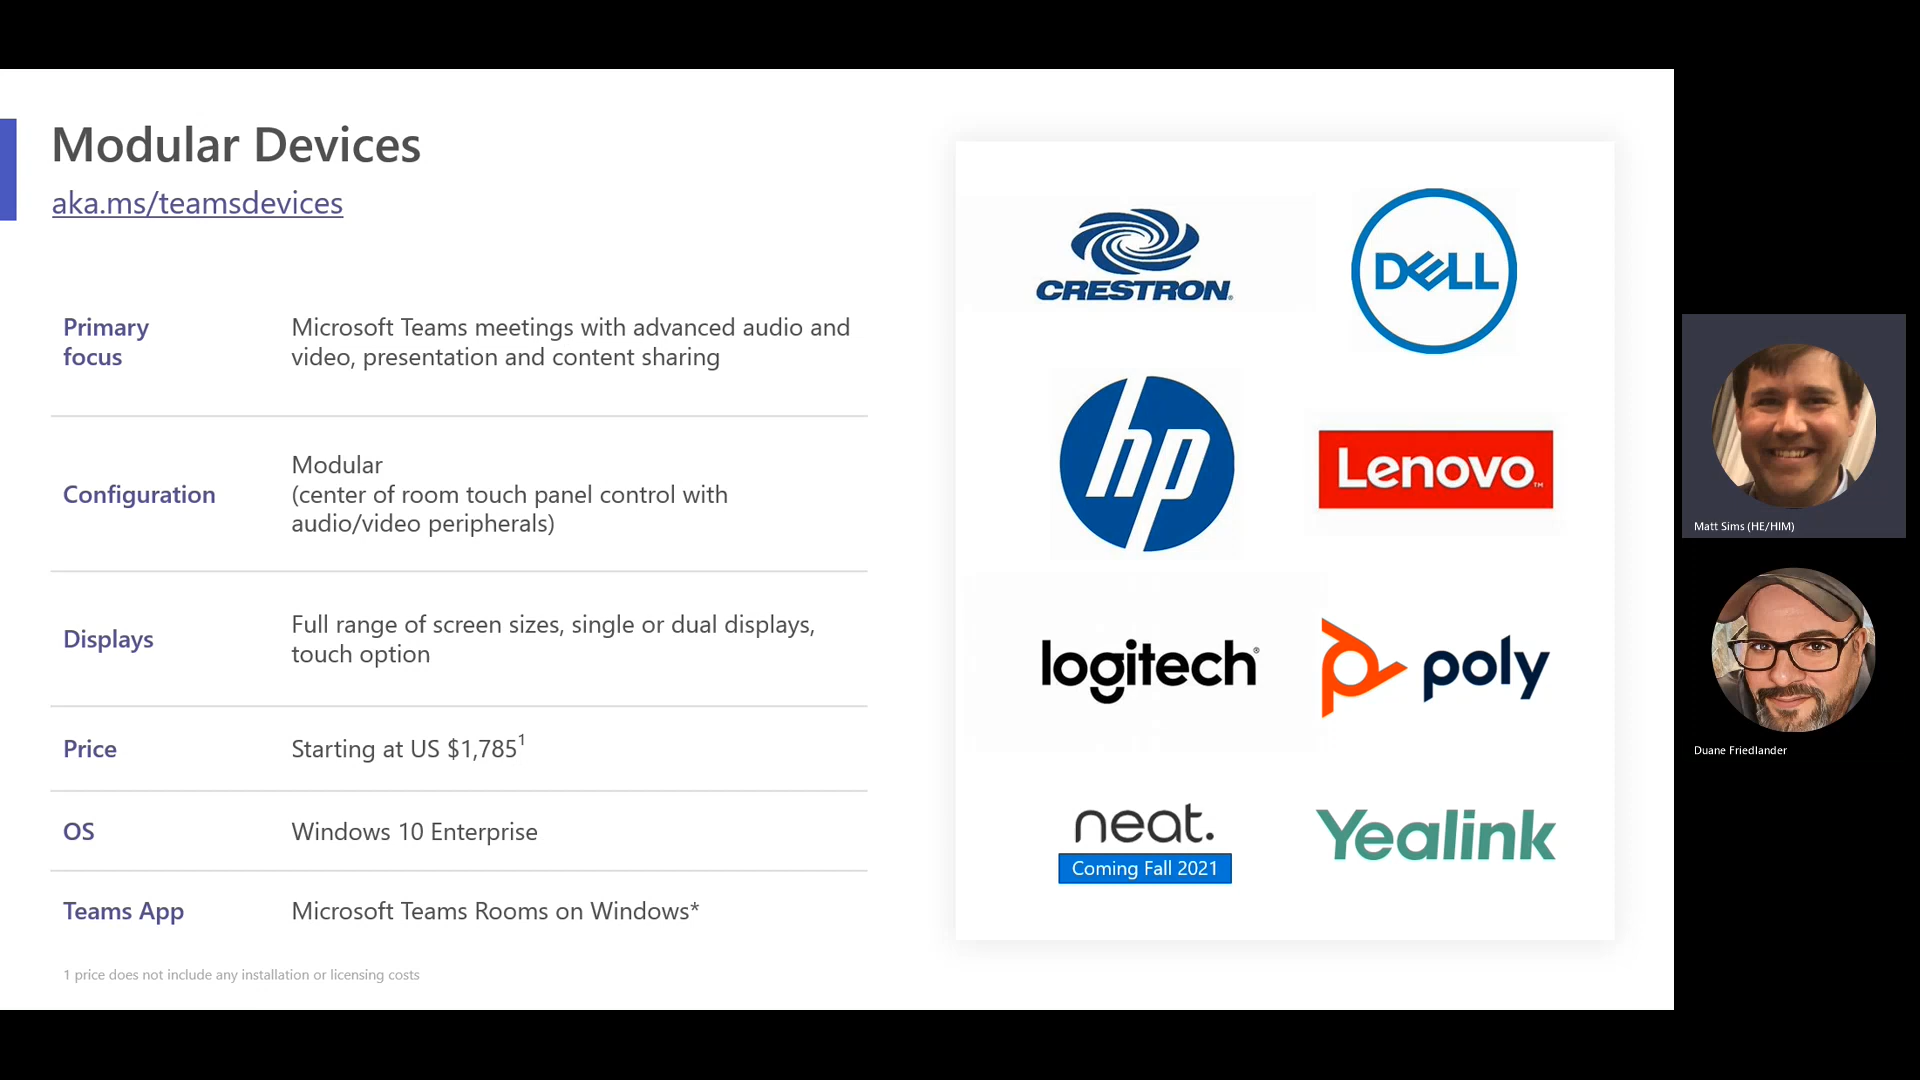 Modular Devices
aka.ms/teamsdevices
Primary
focus
Microsoft Teams meetings with advanced audio and
video, presentation and content sharing
Configuration
Modular
(center of room touch panel control with
audio/video peripherals)
Displays
Full range of screen sizes, single or dual displays,
touch option
Price
Starting at US $1,785¹
OS
Windows 10 Enterprise
Teams App
Microsoft Teams Rooms on Windows*
1 price does not include any installation or licensing costs
CRESTRON®
DELL
hp
Lenovo™
logitech®
poly
neat.
Coming Fall 2021
Yealink
Matt Sims (HE/HIM)
Duane Friedlander